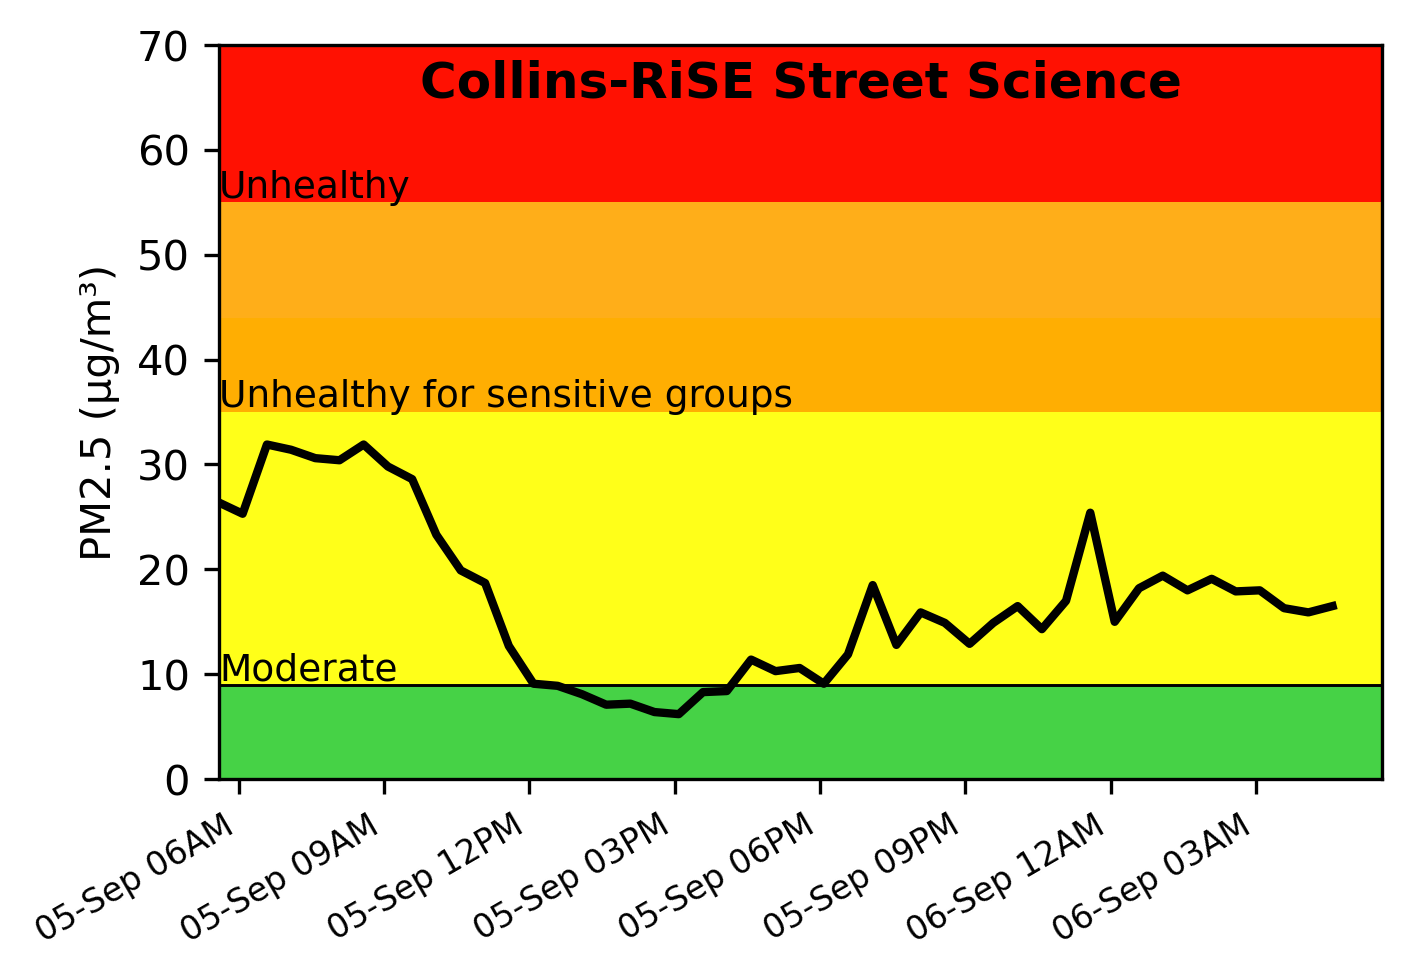 Collins-RiSE Street Science
70
60
50
40
30
20
10
0
PM2.5 (μg/m³)
Unhealthy
Unhealthy for sensitive groups
Moderate
05-Sep 06AM
05-Sep 09AM
05-Sep 12PM
05-Sep 03PM
05-Sep 06PM
05-Sep 09PM
06-Sep 12AM
06-Sep 03AM